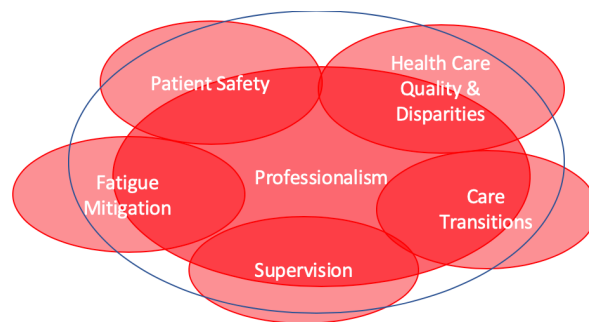 Patient Safety
Health Care
Quality &
Disparities
Fatigue
Mitigation
Professionalism
Care
Transitions
Supervision